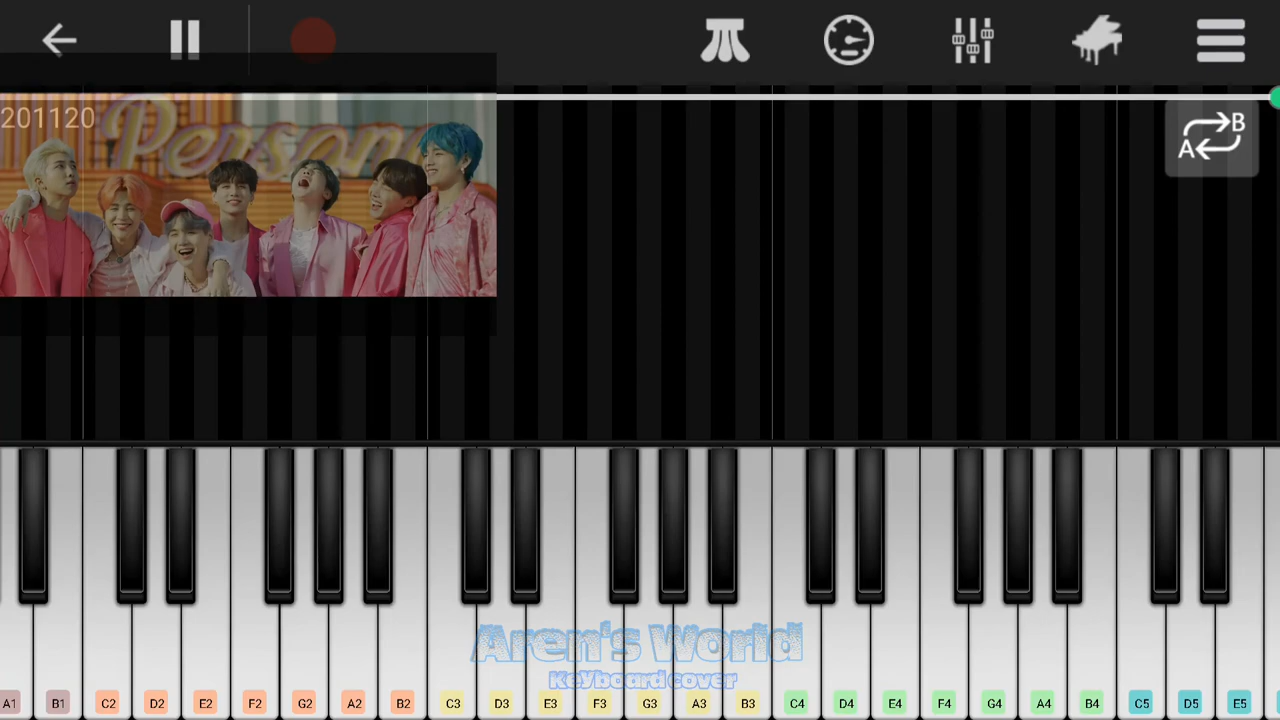 201120
Persona
A B
Aren's World
Keyboard cover
A1 B1 C2 D2 E2 F2 G2 A2 B2 C3 D3 E3 F3 G3 A3 B3 C4 D4 E4 F4 G4 A4 B4 C5 D5 E5